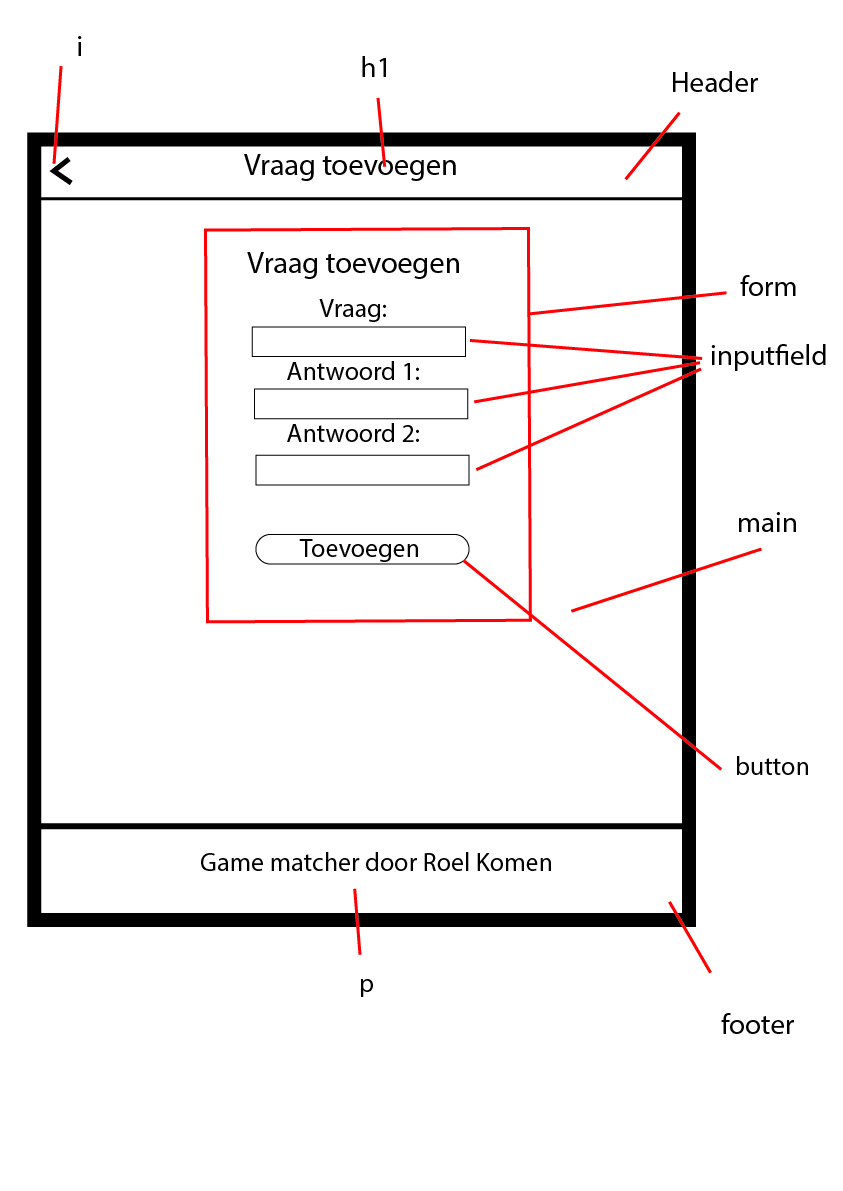 i
h1
Header
Vraag toevoegen
Vraag toevoegen
form
Vraag:
inputfield
Antwoord 1:
Antwoord 2:
main
Toevoegen
button
Game matcher door Roel Komen
p
footer